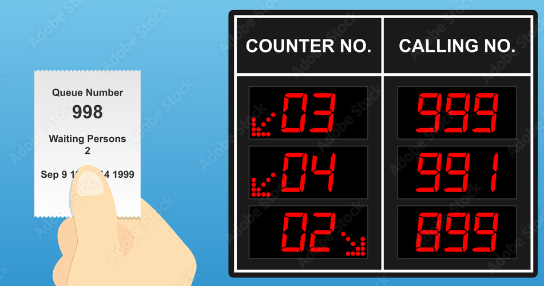 Queue Number
998
Waiting Persons
2
Sep 9 1999
COUNTER NO. CALLING NO.
03 999
04 991
02 899